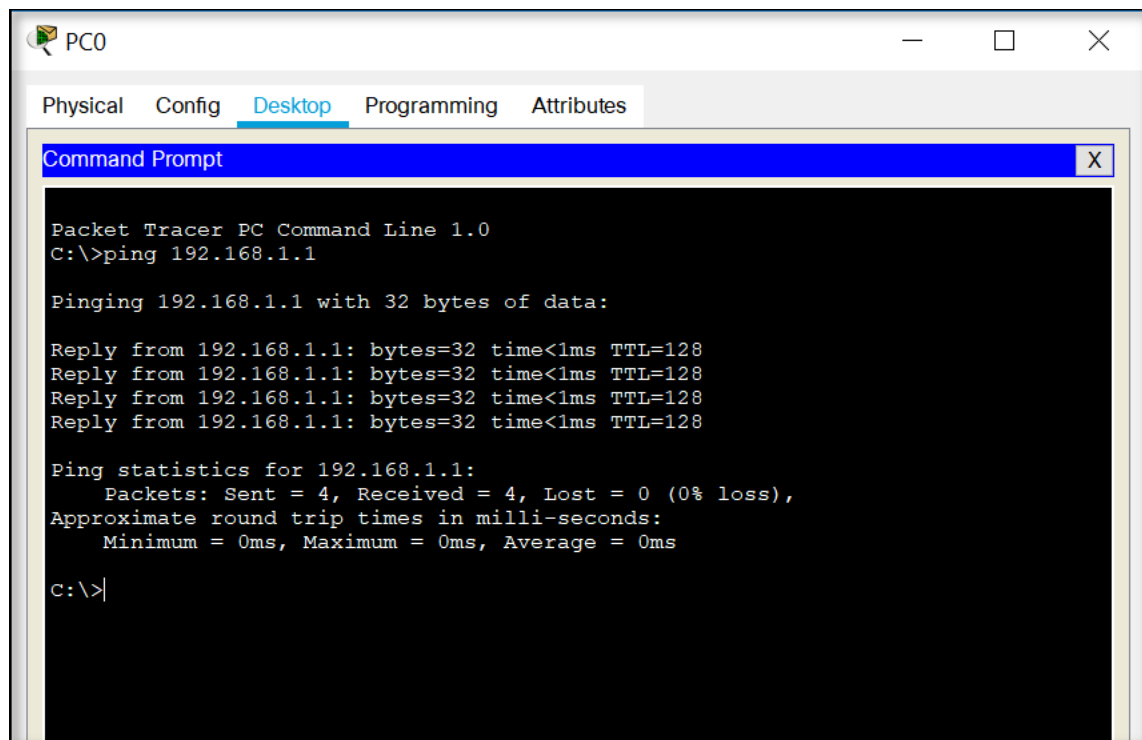 PC0
Physical Config Desktop Programming Attributes
Command Prompt X
Packet Tracer PC Command Line 1.0
C:\>ping 192.168.1.1
Pinging 192.168.1.1 with 32 bytes of data:
Reply from 192.168.1.1: bytes=32 time<1ms TTL=128
Reply from 192.168.1.1: bytes=32 time<1ms TTL=128
Reply from 192.168.1.1: bytes=32 time<1ms TTL=128
Reply from 192.168.1.1: bytes=32 time<1ms TTL=128
Ping statistics for 192.168.1.1:
    Packets: Sent = 4, Received = 4, Lost = 0 (0% loss),
Approximate round trip times in milli-seconds:
    Minimum = 0ms, Maximum = 0ms, Average = 0ms
C:\>